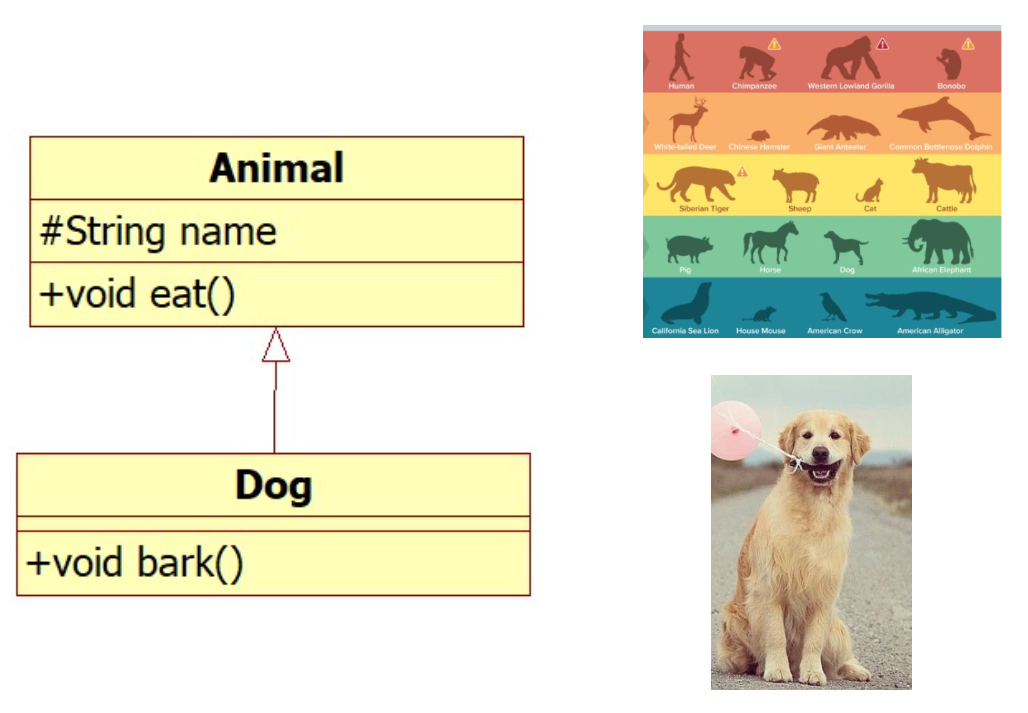 Animal
#String name
+void eat()
Dog
+void bark()
Human Chimpanzee Western Lowland Gorilla Bonobo
White-tailed Deer Chinese Hamster Giant Anteater Common Bottlenose Dolphin
Siberian Tiger Sheep Cat Cattle
Pig Horse Dog African Elephant
California Sea Lion House Mouse American Crow American Alligator